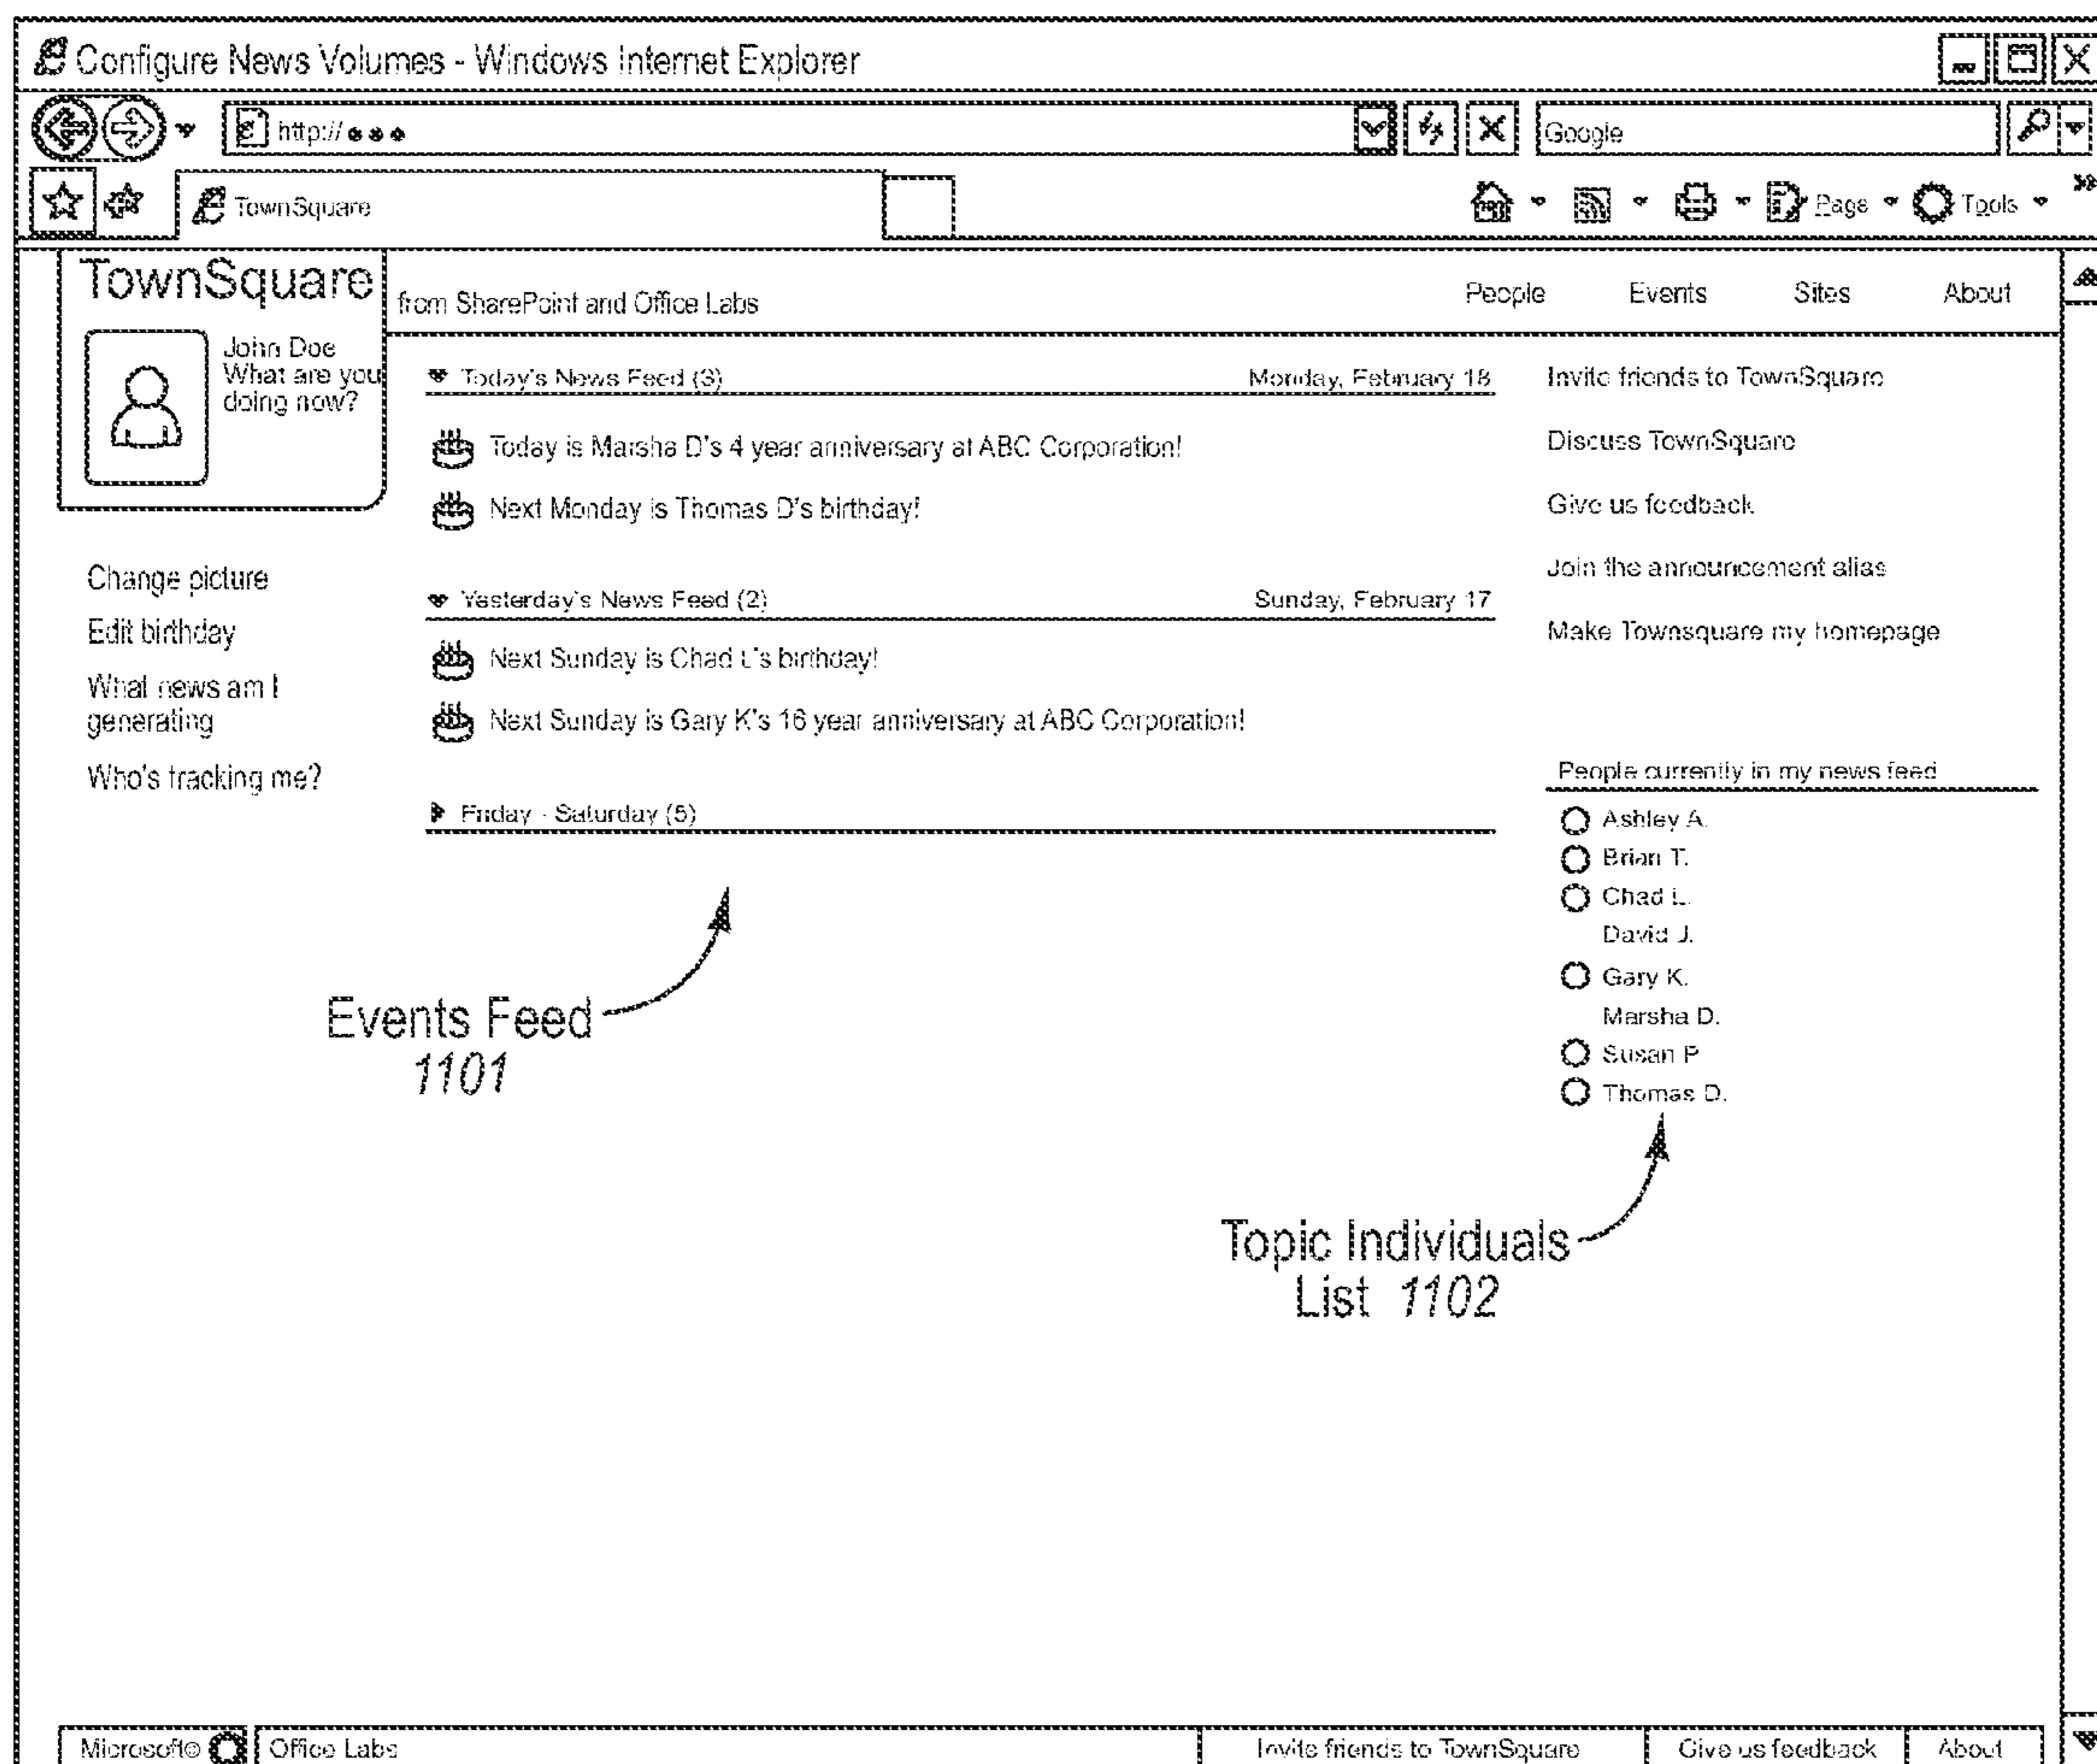 Configure News Volumes - Windows Internet Explorer
http://
Google
TownSquare
Page
Tools
TownSquare
from SharePoint and Office Labs
People
Events
Sites
About
John Doe
What are you
doing now?
Change picture
Edit birthday
What news am I
generating
Who's tracking me?
Today's News Feed (3)
Monday, February 18
Today is Marsha D's 4 year anniversary at ABC Corporation!
Next Monday is Thomas D's birthday!
Yesterday's News Feed (2)
Sunday, February 17
Next Sunday is Chad L's birthday!
Next Sunday is Gary K's 16 year anniversary at ABC Corporation!
Friday - Saturday (5)
Invite friends to TownSquare
Discuss TownSquare
Give us feedback
Join the announcement alias
Make Townsquare my homepage
People currently in my news feed
Ashley A.
Brian T.
Chad L.
David J.
Gary K.
Marsha D.
Susan P
Thomas D.
Events Feed
1101
Topic Individuals
List 1102
Microsoft©
Office Labs
Invite friends to TownSquare
Give us feedback
About